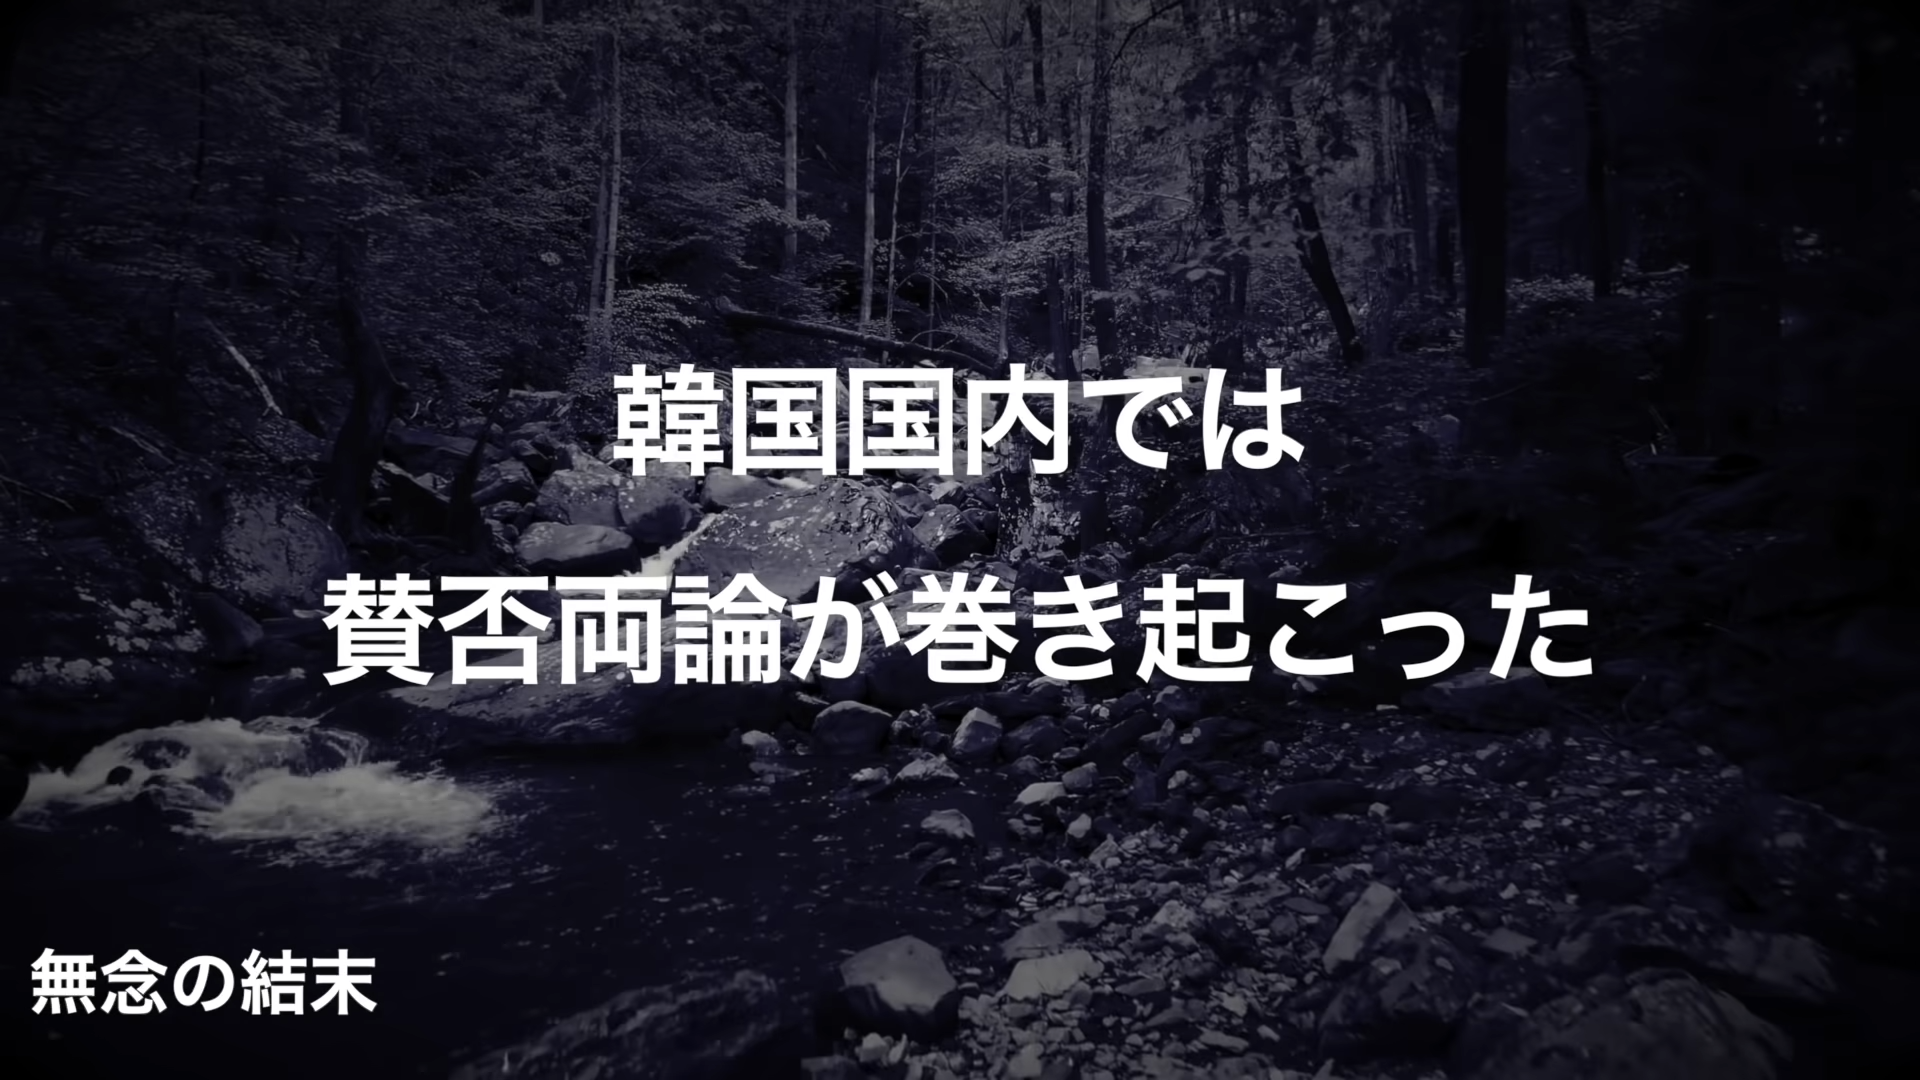 韓国国内では
賛否両論が巻き起こった
無念の結末